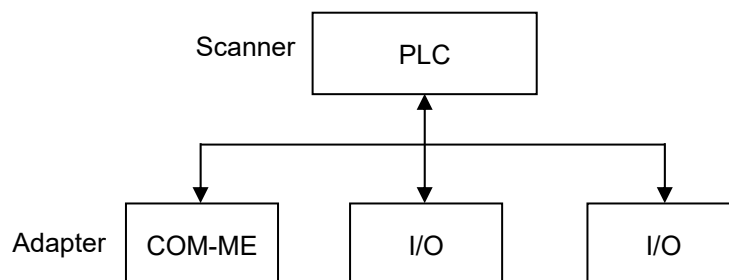 Scanner
PLC
Adapter
COM-ME
I/O
I/O